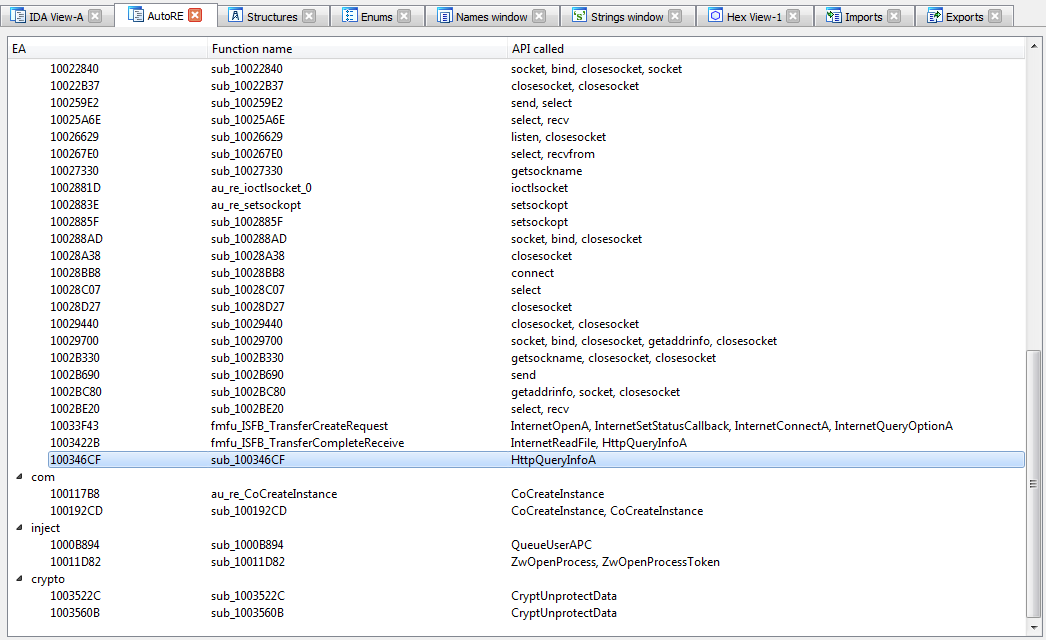 IDA View-A AutoRE Structures Enums Names window Strings window Hex View-1 Imports Exports
EA Function name API called
10022840 sub_10022840 socket, bind, closesocket, socket
10022B37 sub_10022B37 closesocket, closesocket
100259E2 sub_100259E2 send, select
10025A6E sub_10025A6E select, recv
10026629 sub_10026629 listen, closesocket
100267E0 sub_100267E0 select, recvfrom
10027330 sub_10027330 getsockname
1002881D au_re_ioctlsocket_0 ioctlsocket
1002883E au_re_setsockopt setsockopt
1002885F sub_1002885F setsockopt
100288AD sub_100288AD socket, bind, closesocket
10028A38 sub_10028A38 closesocket
10028BB8 sub_10028BB8 connect
10028C07 sub_10028C07 select
10028D27 sub_10028D27 closesocket
10029440 sub_10029440 closesocket, closesocket
10029700 sub_10029700 socket, bind, closesocket, getaddrinfo, closesocket
1002B330 sub_1002B330 getsockname, closesocket, closesocket
1002B690 sub_1002B690 send
1002BC80 sub_1002BC80 getaddrinfo, socket, closesocket
1002BE20 sub_1002BE20 select, recv
10033F43 fmfu_ISFB_TransferCreateRequest InternetOpenA, InternetSetStatusCallback, InternetConnectA, InternetQueryOptionA
1003422B fmfu_ISFB_TransferCompleteReceive InternetReadFile, HttpQueryInfoA
100346CF sub_100346CF HttpQueryInfoA
com
100117B8 au_re_CoCreateInstance CoCreateInstance
100192CD sub_100192CD CoCreateInstance, CoCreateInstance
inject
1000B894 sub_1000B894 QueueUserAPC
10011D82 sub_10011D82 ZwOpenProcess, ZwOpenProcessToken
crypto
1003522C sub_1003522C CryptUnprotectData
1003560B sub_1003560B CryptUnprotectData